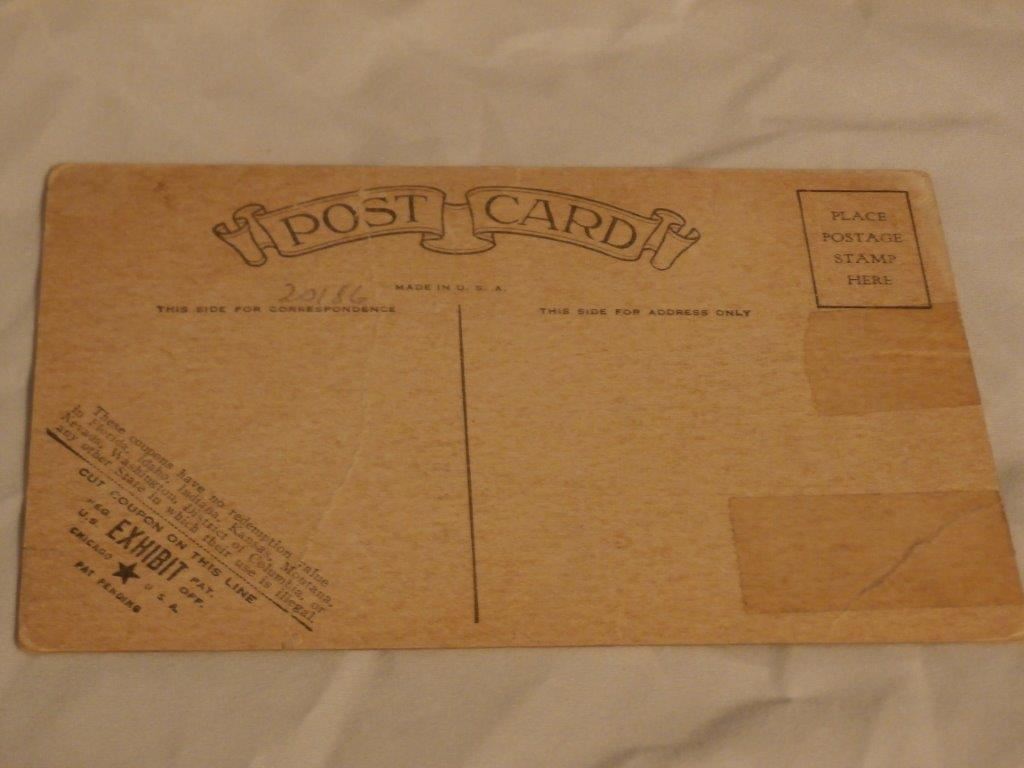 POST CARD
PLACE
POSTAGE
STAMP
HERE
MADE IN U. S. A.
20186
THIS SIDE FOR CORRESPONDENCE
THIS SIDE FOR ADDRESS ONLY
These coupons have no redemption value
In Florida, Idaho, Indiana, Kansas, Montana,
Nevada, Washington, District of Columbia, or
any other State in which their use is illegal.
CUT COUPON ON THIS LINE
REG. EXHIBIT PAT.
U.S. OFF.
CHICAGO ★ U S. A.
PAT PENDING